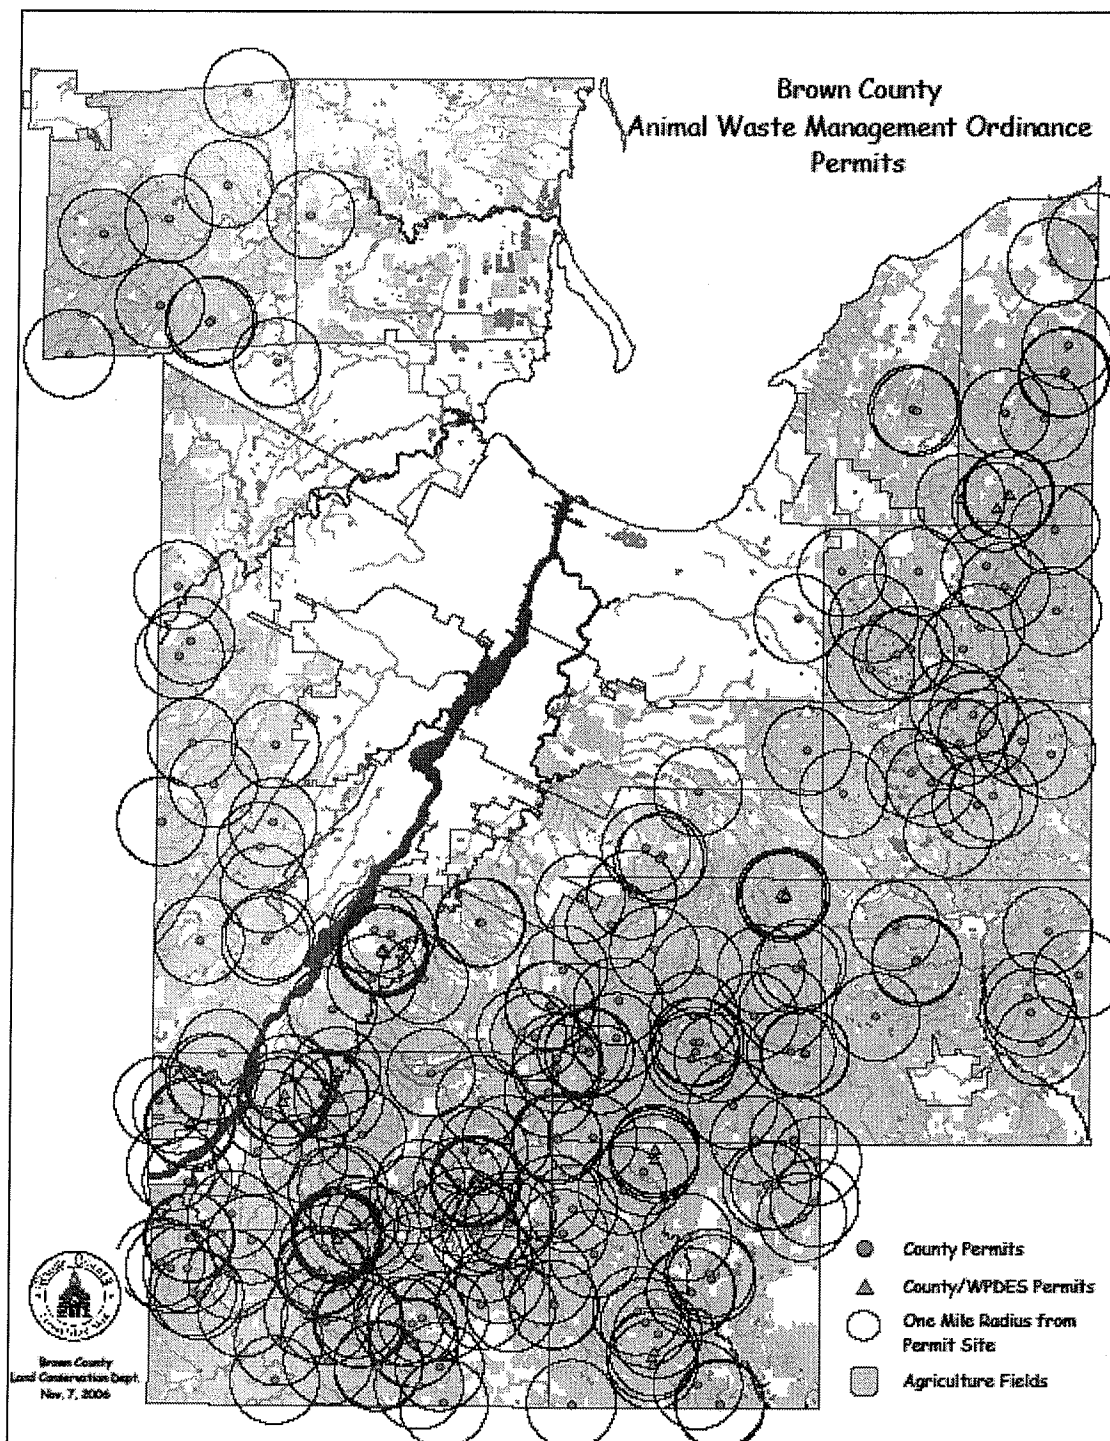 Brown County
Animal Waste Management Ordinance
Permits
County Permits
County/WPDES Permits
One Mile Radius from
Permit Site
Agriculture Fields
Brown County
Land Conservation Dept.
Nov. 7, 2006